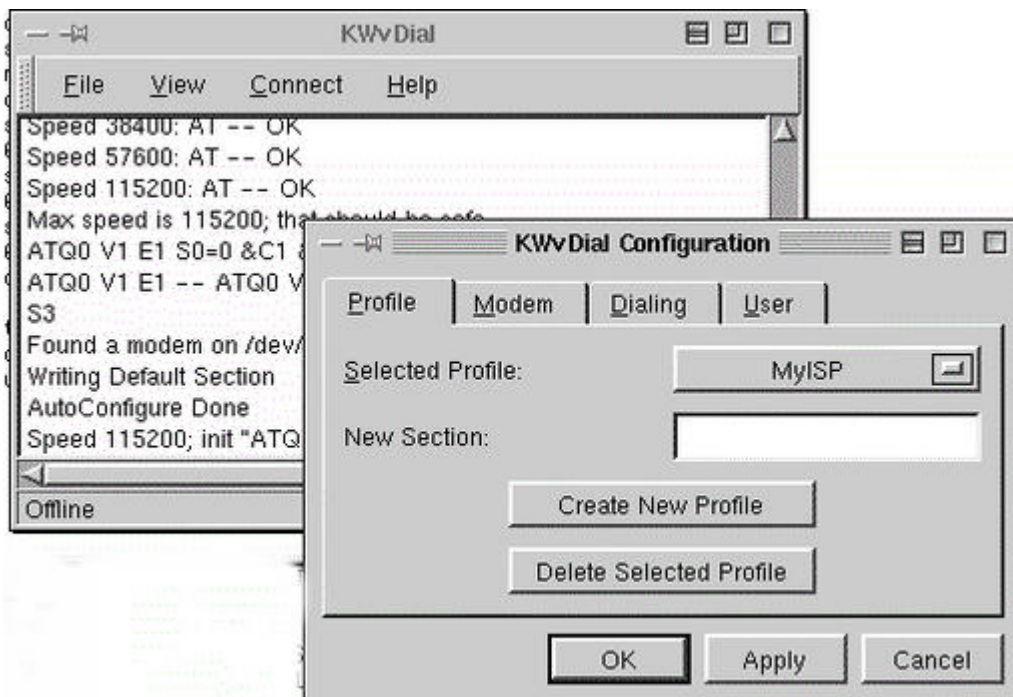 KWvDial
File View Connect Help
Speed 38400: AT -- OK
Speed 57600: AT -- OK
Speed 115200: AT -- OK
Max speed is 115200; that should be safe
ATQ0 V1 E1 S0=0 &C1
ATQ0 V1 E1 -- ATQ0 V
S3
Found a modem on /dev/
Writing Default Section
AutoConfigure Done
Speed 115200; init "ATQ
Offline
KWvDial Configuration
Profile Modem Dialing User
Selected Profile: MyISP
New Section:
Create New Profile
Delete Selected Profile
OK Apply Cancel